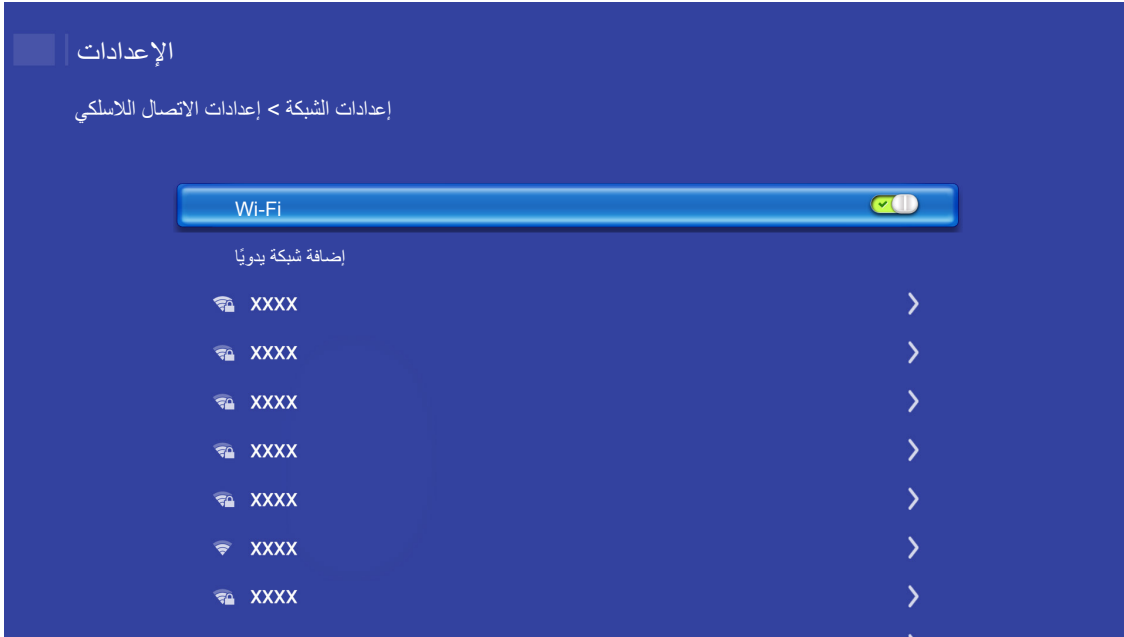 الإعدادات
إعدادات الشبكة > إعدادات الاتصال اللاسلكي
Wi-Fi
إضافة شبكة يدويًا
XXXX
XXXX
XXXX
XXXX
XXXX
XXXX
XXXX